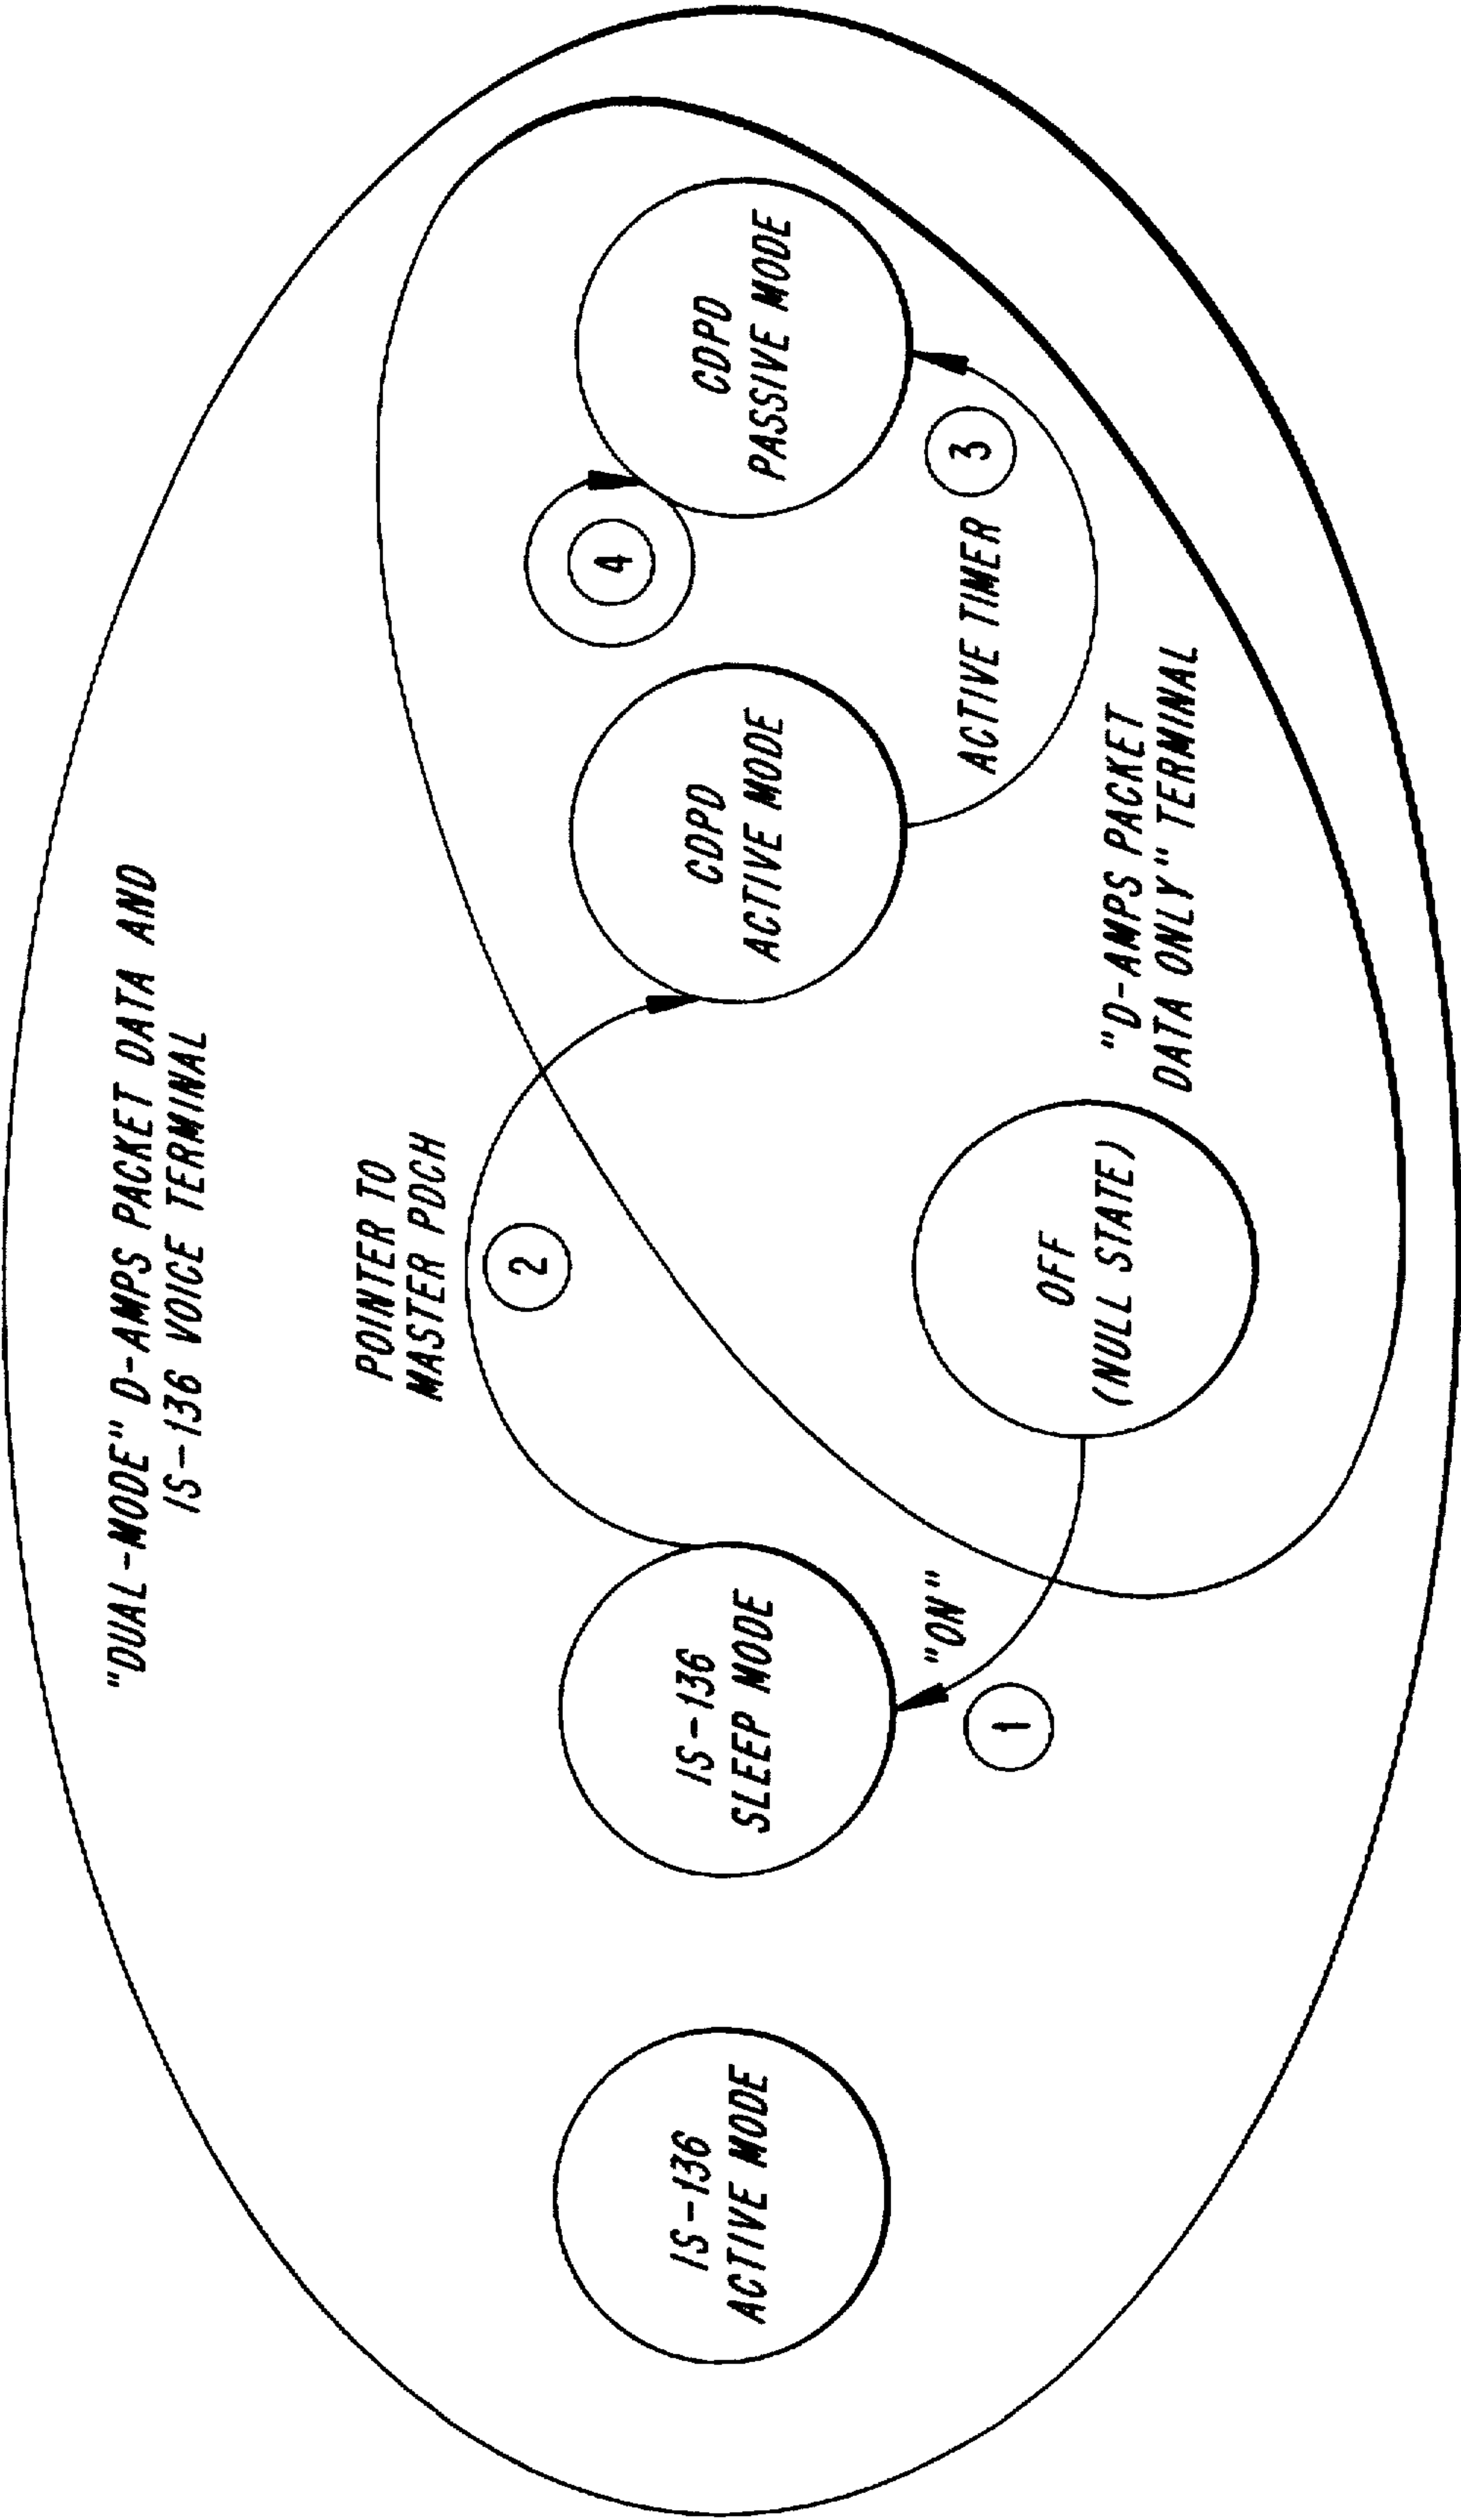 "DUAL-MODE" D-AMPS PACKET DATA AND
IS-136 VOICE TERMINAL
POINTER TO
MASTER PDCH
2
4
IS-136
ACTIVE MODE
IS-136
SLEEP MODE
CDPD
ACTIVE MODE
CDPD
PASSIVE MODE
"ON"
1
OFF
(NULL STATE)
ACTIVE TIMER
3
"D-AMPS PACKET
DATA ONLY" TERMINAL